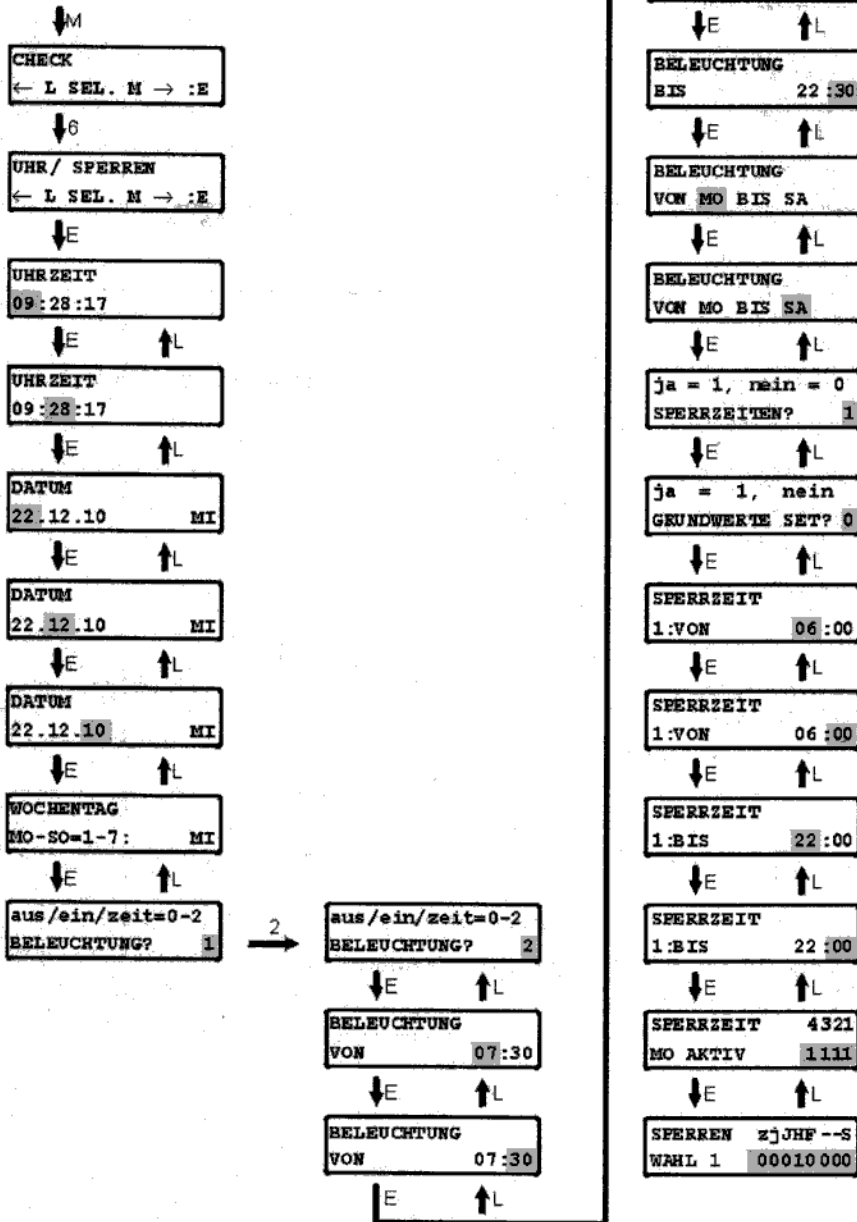 M
CHECK
← L SEL. M → :E
6
UHR/ SPERREN
← L SEL. M → :E
E
UHRZEIT
09:28:17
E L
UHRZEIT
09:28:17
E L
DATUM
22.12.10 MI
E L
DATUM
22.12.10 MI
E L
DATUM
22.12.10 MI
E L
WOCHENTAG
MO-SO=1-7: MI
E L
aus/ein/zeit=0-2
BELEUCHTUNG? 1
2
aus/ein/zeit=0-2
BELEUCHTUNG? 2
E L
BELEUCHTUNG
VON 07:30
E L
BELEUCHTUNG
VON 07:30
E L
E L
BELEUCHTUNG
BIS 22:30
E L
BELEUCHTUNG
VON MO BIS SA
E L
BELEUCHTUNG
VON MO BIS SA
E L
ja = 1, nein = 0
SPERRZEITEN? 1
E L
ja = 1, nein
GRUNDWERTE SET? 0
E L
SPERRZEIT
1:VON 06:00
E L
SPERRZEIT
1:VON 06:00
E L
SPERRZEIT
1:BIS 22:00
E L
SPERRZEIT
1:BIS 22:00
E L
SPERRZEIT 4321
MO AKTIV 1111
E L
SPERREN zjJHF--S
WAHL 1 00010000